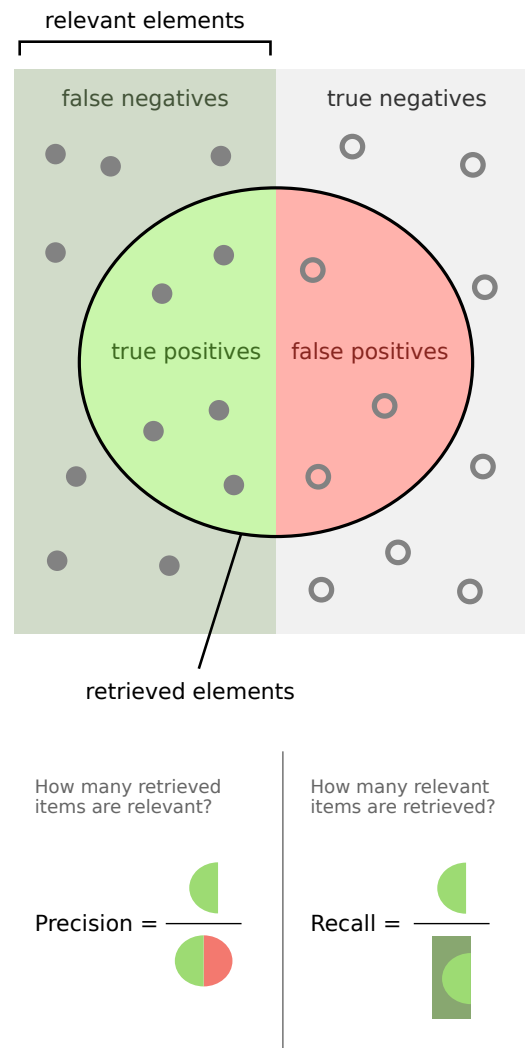 relevant elements
false negatives
true negatives
true positives
false positives
retrieved elements
How many retrieved
items are relevant?
How many relevant
items are retrieved?
Precision =
Recall =